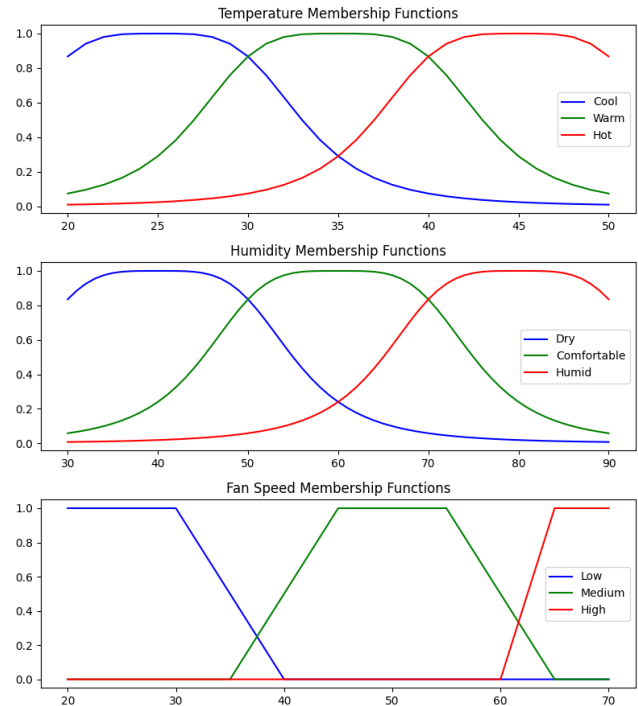 Temperature Membership Functions
1.0
0.8
0.6
0.4
0.2
0.0
Cool
Warm
Hot
20 25 30 35 40 45 50
Humidity Membership Functions
1.0
0.8
0.6
0.4
0.2
0.0
Dry
Comfortable
Humid
30 40 50 60 70 80 90
Fan Speed Membership Functions
1.0
0.8
0.6
0.4
0.2
0.0
Low
Medium
High
20 30 40 50 60 70